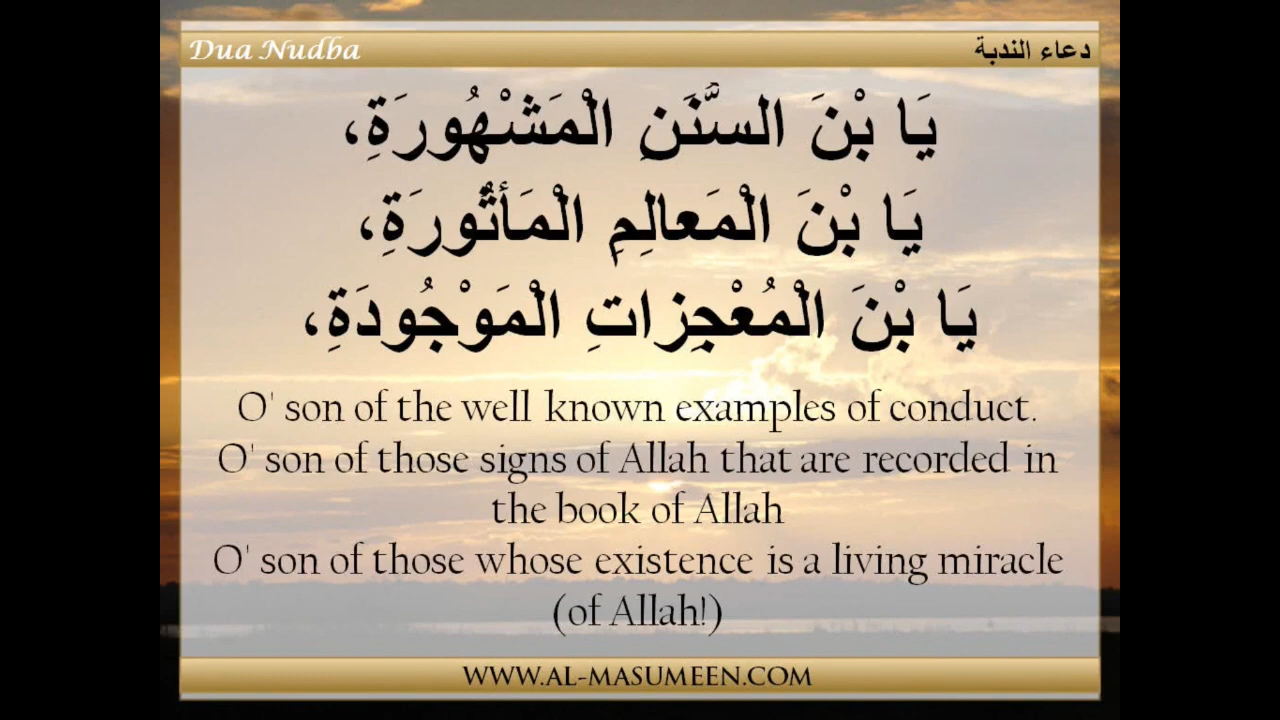 Dua Nudba دعاء الندبة
يَا بْنَ السُّنَنِ الْمَشْهُورَةِ،
يَا بْنَ الْمَعالِمِ الْمَأثُورَةِ،
يَا بْنَ الْمُعْجِزاتِ الْمَوْجُودَةِ،
O' son of the well known examples of conduct.
O' son of those signs of Allah that are recorded in
the book of Allah
O' son of those whose existence is a living miracle
(of Allah!)
WWW.AL-MASUMEEN.COM